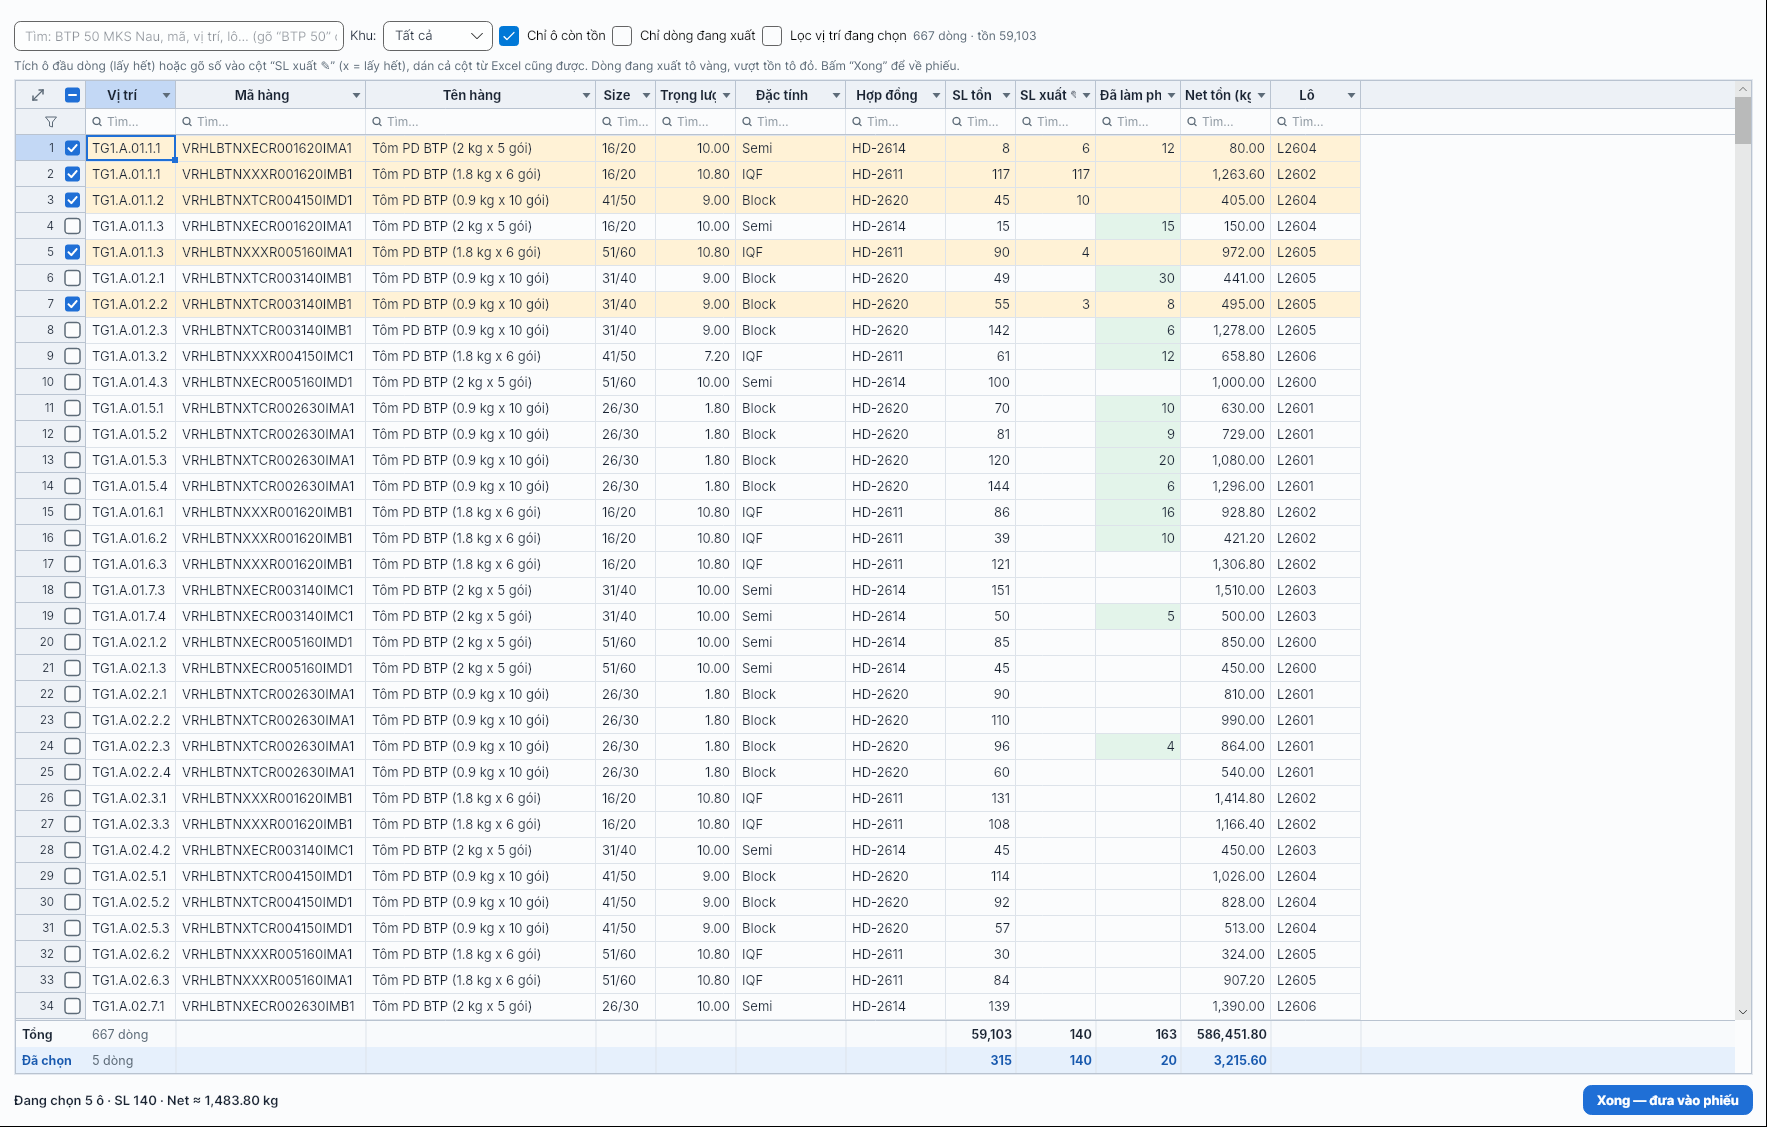 Tìm: BTP 50 MKS Nau, mã, vị trí, lô... (gõ "BTP 50" Khu: Tất cả Chỉ ô còn tồn Chỉ dòng đang xuất Lọc vị trí đang chọn 667 dòng · tồn 59,103
Tích ô đầu dòng (lấy hết) hoặc gõ số vào cột "SL xuất ✎" (x = lấy hết), dán cả cột từ Excel cũng được. Dòng đang xuất tô vàng, vượt tồn tô đỏ. Bấm "Xong" để về phiếu.
Vị trí Mã hàng Tên hàng Size Trọng lượ Đặc tính Hợp đồng SL tồn SL xuất Đã làm ph Net tồn (kg Lô
Tìm... Tìm... Tìm... Tìm... Tìm... Tìm... Tìm... Tìm... Tìm... Tìm... Tìm... Tìm...
1 TG1.A.01.1.1 VRHLBTNXECR001620IMA1 Tôm PD BTP (2 kg x 5 gói) 16/20 10.00 Semi HD-2614 8 6 12 80.00 L2604
2 TG1.A.01.1.1 VRHLBTNXXXR001620IMB1 Tôm PD BTP (1.8 kg x 6 gói) 16/20 10.80 IQF HD-2611 117 117 1,263.60 L2602
3 TG1.A.01.1.2 VRHLBTNXTCR004150IMD1 Tôm PD BTP (0.9 kg x 10 gói) 41/50 9.00 Block HD-2620 45 10 405.00 L2604
4 TG1.A.01.1.3 VRHLBTNXECR001620IMA1 Tôm PD BTP (2 kg x 5 gói) 16/20 10.00 Semi HD-2614 15 15 150.00 L2604
5 TG1.A.01.1.3 VRHLBTNXXXR005160IMA1 Tôm PD BTP (1.8 kg x 6 gói) 51/60 10.80 IQF HD-2611 90 4 972.00 L2605
6 TG1.A.01.2.1 VRHLBTNXTCR003140IMB1 Tôm PD BTP (0.9 kg x 10 gói) 31/40 9.00 Block HD-2620 49 30 441.00 L2605
7 TG1.A.01.2.2 VRHLBTNXTCR003140IMB1 Tôm PD BTP (0.9 kg x 10 gói) 31/40 9.00 Block HD-2620 55 3 8 495.00 L2605
8 TG1.A.01.2.3 VRHLBTNXTCR003140IMB1 Tôm PD BTP (0.9 kg x 10 gói) 31/40 9.00 Block HD-2620 142 6 1,278.00 L2605
9 TG1.A.01.3.2 VRHLBTNXXXR004150IMC1 Tôm PD BTP (1.8 kg x 6 gói) 41/50 7.20 IQF HD-2611 61 12 658.80 L2606
10 TG1.A.01.4.3 VRHLBTNXECR005160IMD1 Tôm PD BTP (2 kg x 5 gói) 51/60 10.00 Semi HD-2614 100 1,000.00 L2600
11 TG1.A.01.5.1 VRHLBTNXTCR002630IMA1 Tôm PD BTP (0.9 kg x 10 gói) 26/30 1.80 Block HD-2620 70 10 630.00 L2601
12 TG1.A.01.5.2 VRHLBTNXTCR002630IMA1 Tôm PD BTP (0.9 kg x 10 gói) 26/30 1.80 Block HD-2620 81 9 729.00 L2601
13 TG1.A.01.5.3 VRHLBTNXTCR002630IMA1 Tôm PD BTP (0.9 kg x 10 gói) 26/30 1.80 Block HD-2620 120 20 1,080.00 L2601
14 TG1.A.01.5.4 VRHLBTNXTCR002630IMA1 Tôm PD BTP (0.9 kg x 10 gói) 26/30 1.80 Block HD-2620 144 6 1,296.00 L2601
15 TG1.A.01.6.1 VRHLBTNXXXR001620IMB1 Tôm PD BTP (1.8 kg x 6 gói) 16/20 10.80 IQF HD-2611 86 16 928.80 L2602
16 TG1.A.01.6.2 VRHLBTNXXXR001620IMB1 Tôm PD BTP (1.8 kg x 6 gói) 16/20 10.80 IQF HD-2611 39 10 421.20 L2602
17 TG1.A.01.6.3 VRHLBTNXXXR001620IMB1 Tôm PD BTP (1.8 kg x 6 gói) 16/20 10.80 IQF HD-2611 121 1,306.80 L2602
18 TG1.A.01.7.3 VRHLBTNXECR003140IMC1 Tôm PD BTP (2 kg x 5 gói) 31/40 10.00 Semi HD-2614 151 1,510.00 L2603
19 TG1.A.01.7.4 VRHLBTNXECR003140IMC1 Tôm PD BTP (2 kg x 5 gói) 31/40 10.00 Semi HD-2614 50 5 500.00 L2603
20 TG1.A.02.1.2 VRHLBTNXECR005160IMD1 Tôm PD BTP (2 kg x 5 gói) 51/60 10.00 Semi HD-2614 85 850.00 L2600
21 TG1.A.02.1.3 VRHLBTNXECR005160IMD1 Tôm PD BTP (2 kg x 5 gói) 51/60 10.00 Semi HD-2614 45 450.00 L2600
22 TG1.A.02.2.1 VRHLBTNXTCR002630IMA1 Tôm PD BTP (0.9 kg x 10 gói) 26/30 1.80 Block HD-2620 90 810.00 L2601
23 TG1.A.02.2.2 VRHLBTNXTCR002630IMA1 Tôm PD BTP (0.9 kg x 10 gói) 26/30 1.80 Block HD-2620 110 990.00 L2601
24 TG1.A.02.2.3 VRHLBTNXTCR002630IMA1 Tôm PD BTP (0.9 kg x 10 gói) 26/30 1.80 Block HD-2620 96 4 864.00 L2601
25 TG1.A.02.2.4 VRHLBTNXTCR002630IMA1 Tôm PD BTP (0.9 kg x 10 gói) 26/30 1.80 Block HD-2620 60 540.00 L2601
26 TG1.A.02.3.1 VRHLBTNXXXR001620IMB1 Tôm PD BTP (1.8 kg x 6 gói) 16/20 10.80 IQF HD-2611 131 1,414.80 L2602
27 TG1.A.02.3.3 VRHLBTNXXXR001620IMB1 Tôm PD BTP (1.8 kg x 6 gói) 16/20 10.80 IQF HD-2611 108 1,166.40 L2602
28 TG1.A.02.4.2 VRHLBTNXECR003140IMC1 Tôm PD BTP (2 kg x 5 gói) 31/40 10.00 Semi HD-2614 45 450.00 L2603
29 TG1.A.02.5.1 VRHLBTNXTCR004150IMD1 Tôm PD BTP (0.9 kg x 10 gói) 41/50 9.00 Block HD-2620 114 1,026.00 L2604
30 TG1.A.02.5.2 VRHLBTNXTCR004150IMD1 Tôm PD BTP (0.9 kg x 10 gói) 41/50 9.00 Block HD-2620 92 828.00 L2604
31 TG1.A.02.5.3 VRHLBTNXTCR004150IMD1 Tôm PD BTP (0.9 kg x 10 gói) 41/50 9.00 Block HD-2620 57 513.00 L2604
32 TG1.A.02.6.2 VRHLBTNXXXR005160IMA1 Tôm PD BTP (1.8 kg x 6 gói) 51/60 10.80 IQF HD-2611 30 324.00 L2605
33 TG1.A.02.6.3 VRHLBTNXXXR005160IMA1 Tôm PD BTP (1.8 kg x 6 gói) 51/60 10.80 IQF HD-2611 84 907.20 L2605
34 TG1.A.02.7.1 VRHLBTNXECR002630IMB1 Tôm PD BTP (2 kg x 5 gói) 26/30 10.00 Semi HD-2614 139 1,390.00 L2606
Tổng 667 dòng 59,103 140 163 586,451.80
Đã chọn 5 dòng 315 140 20 3,215.60
Đang chọn 5 ô · SL 140 · Net ≈ 1,483.80 kg Xong — đưa vào phiếu